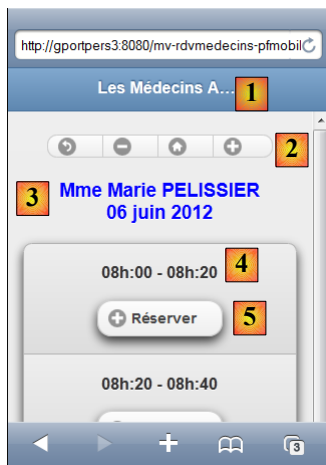 http://gportpers3:8080/mv-rdvmedecins-pfmobil
Les Médecins A... 1
2
3 Mme Marie PELISSIER
06 juin 2012
08h:00 - 08h:20 4
Réserver 5
08h:20 - 08h:40
3